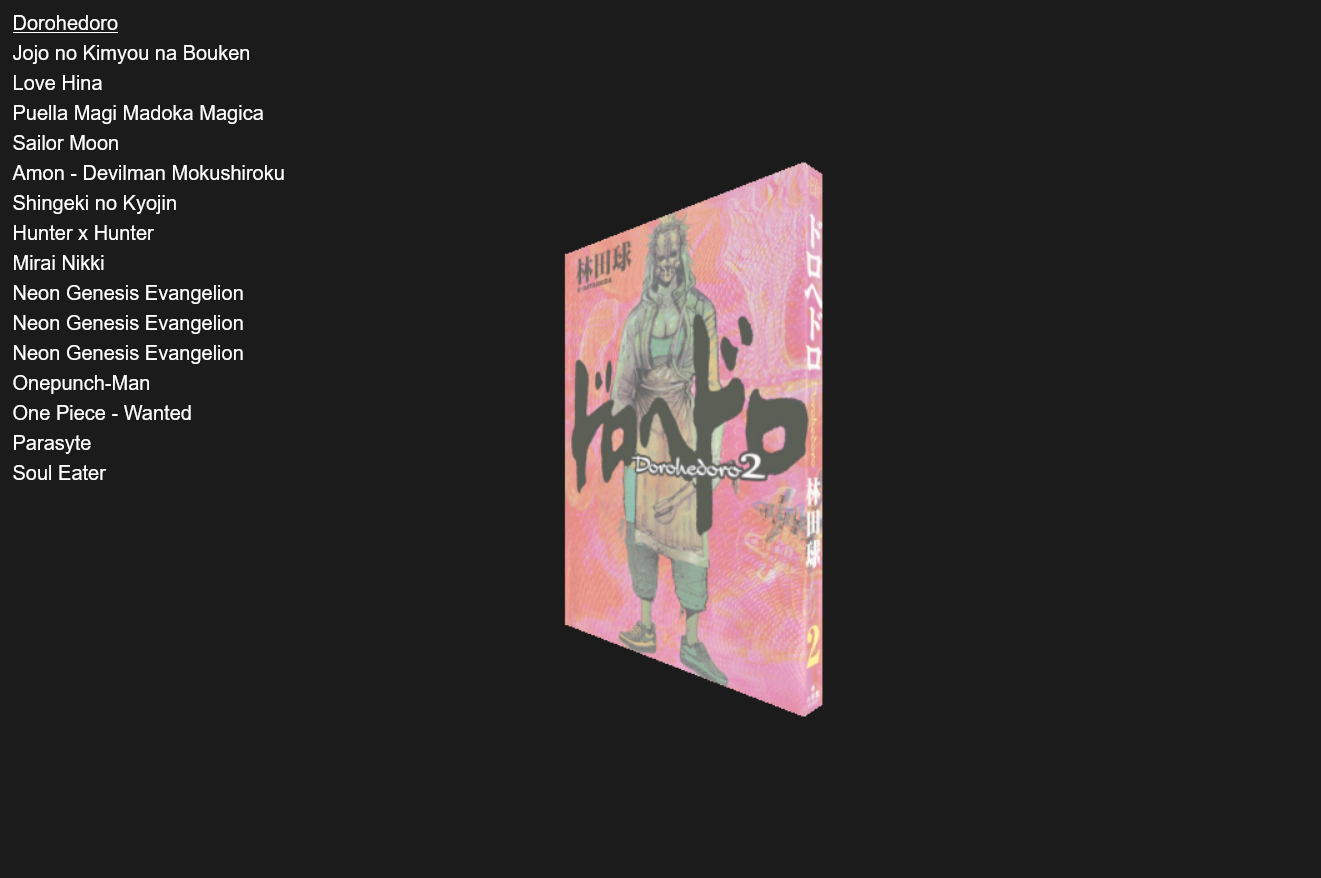 Dorohedoro
Jojo no Kimyou na Bouken
Love Hina
Puella Magi Madoka Magica
Sailor Moon
Amon - Devilman Mokushiroku
Shingeki no Kyojin
Hunter x Hunter
Mirai Nikki
Neon Genesis Evangelion
Neon Genesis Evangelion
Neon Genesis Evangelion
Onepunch-Man
One Piece - Wanted
Parasyte
Soul Eater
林田球
ドロヘドロ
Dorohedoro 2
ドロヘドロ
林田球
2